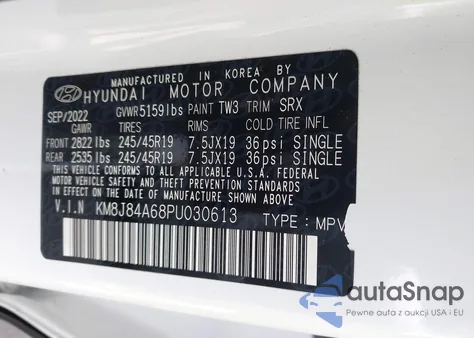 MANUFACTURED IN KOREA BY
HYUNDAI MOTOR COMPANY
SEP/2022 GVWR 5159lbs PAINT TW3 TRIM SRX
GAWR TIRES RIMS COLD TIRE INFL
FRONT 2822 lbs 245/45R19 7.5JX19 36psi SINGLE
REAR 2535 lbs 245/45R19 7.5JX19 36psi SINGLE
THIS VEHICLE CONFORMS TO ALL APPLICABLE U.S.A. FEDERAL
MOTOR VEHICLE SAFETY STANDARDS IN EFFECT ON THE DATE
OF MANUFACTURE SHOWN ABOVE.
V.I.N KM8J84A68PU030613 TYPE : MPV
autaSnap
Pewne auta z aukcji USA i EU